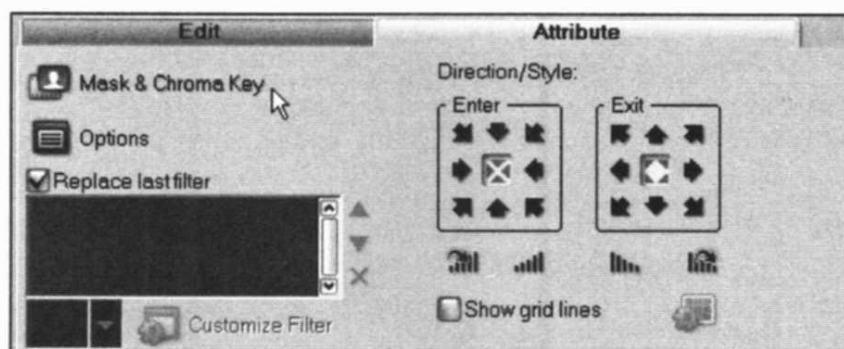 Edit
Attribute
Mask & Chroma Key
Options
Replace last filter
Customize Filter
Direction/Style:
Enter
Exit
Show grid lines